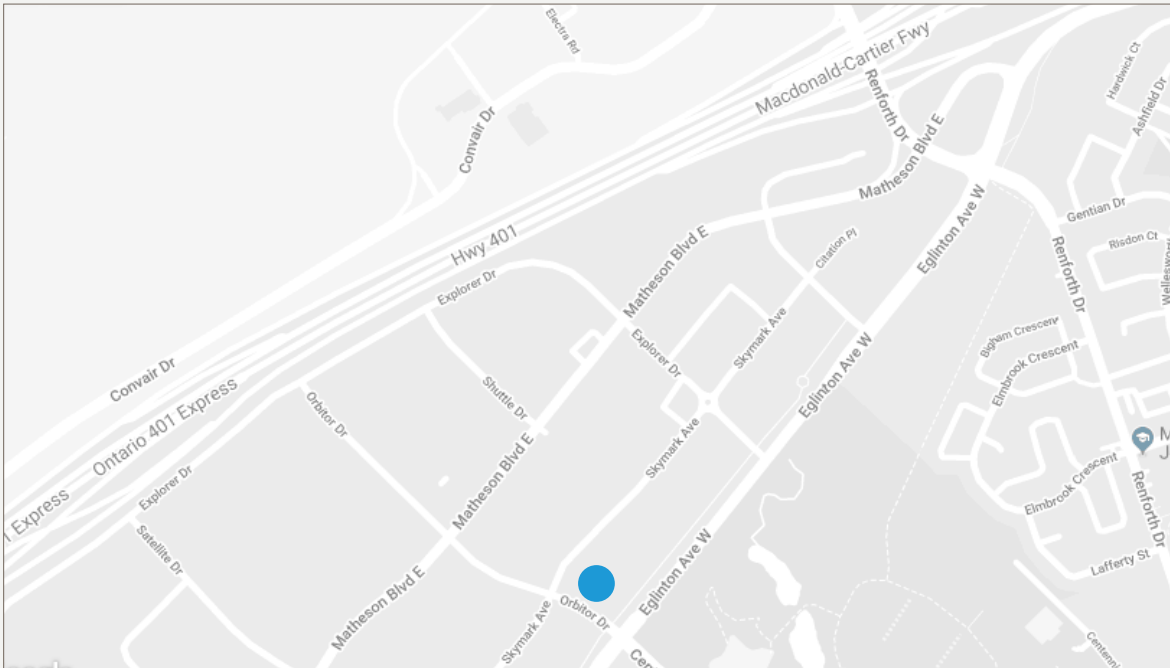 Electra Rd
Macdonald-Cartier Fwy
Renforth Dr
Hardwick Ct
Ashfield Dr
Convair Dr
Matheson Blvd E
Gentian Dr
Eglinton Ave W
Hwy 401
Matheson Blvd E
Citation Pl
Risdon Ct
Renforth Dr
Explorer Dr
Bigham Crescent
Explorer Dr
Skymark Ave
Elmbrook Crescent
Convair Dr
Ontario 401 Express
Orbitor Dr
Shuttle Dr
Eglinton Ave W
Skymark Ave
Matheson Blvd E
M
J
Elmbrook Crescent
Explorer Dr
1 Express
Renforth Dr
Satellite Dr
Eglinton Ave W
Lafferty St
Matheson Blvd E
Orbitor Dr
Skymark Ave
Cen
Centenni